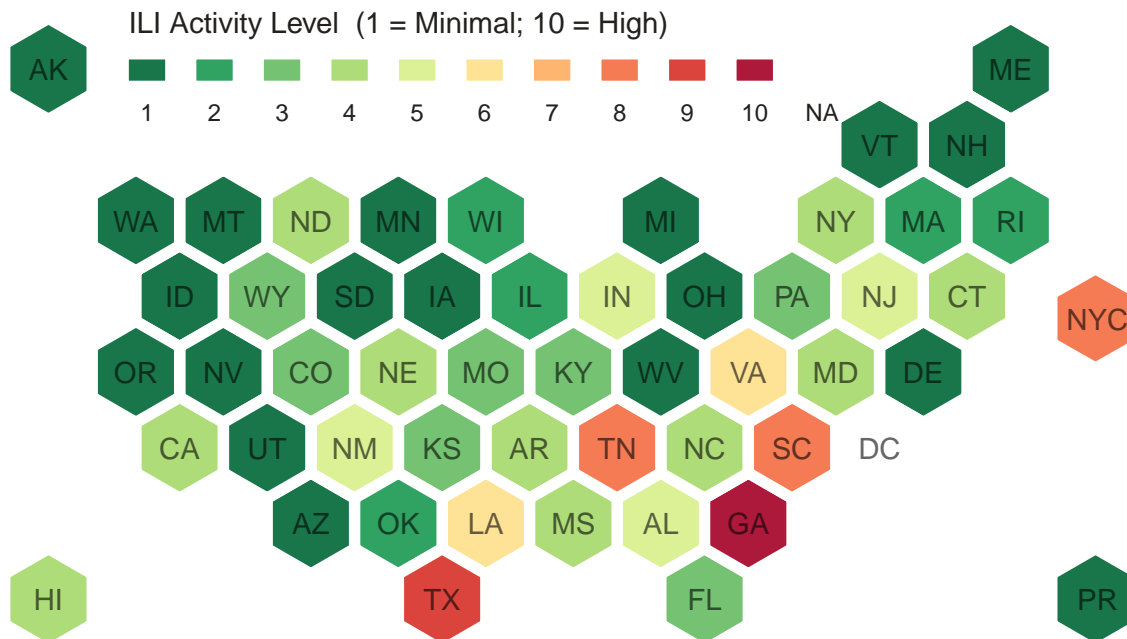 ILI Activity Level (1 = Minimal; 10 = High)
1 2 3 4 5 6 7 8 9 10 NA
AK ME
VT NH
WA MT ND MN WI MI NY MA RI
ID WY SD IA IL IN OH PA NJ CT
NYC
OR NV CO NE MO KY WV VA MD DE
CA UT NM KS AR TN NC SC DC
AZ OK LA MS AL GA
HI TX FL PR